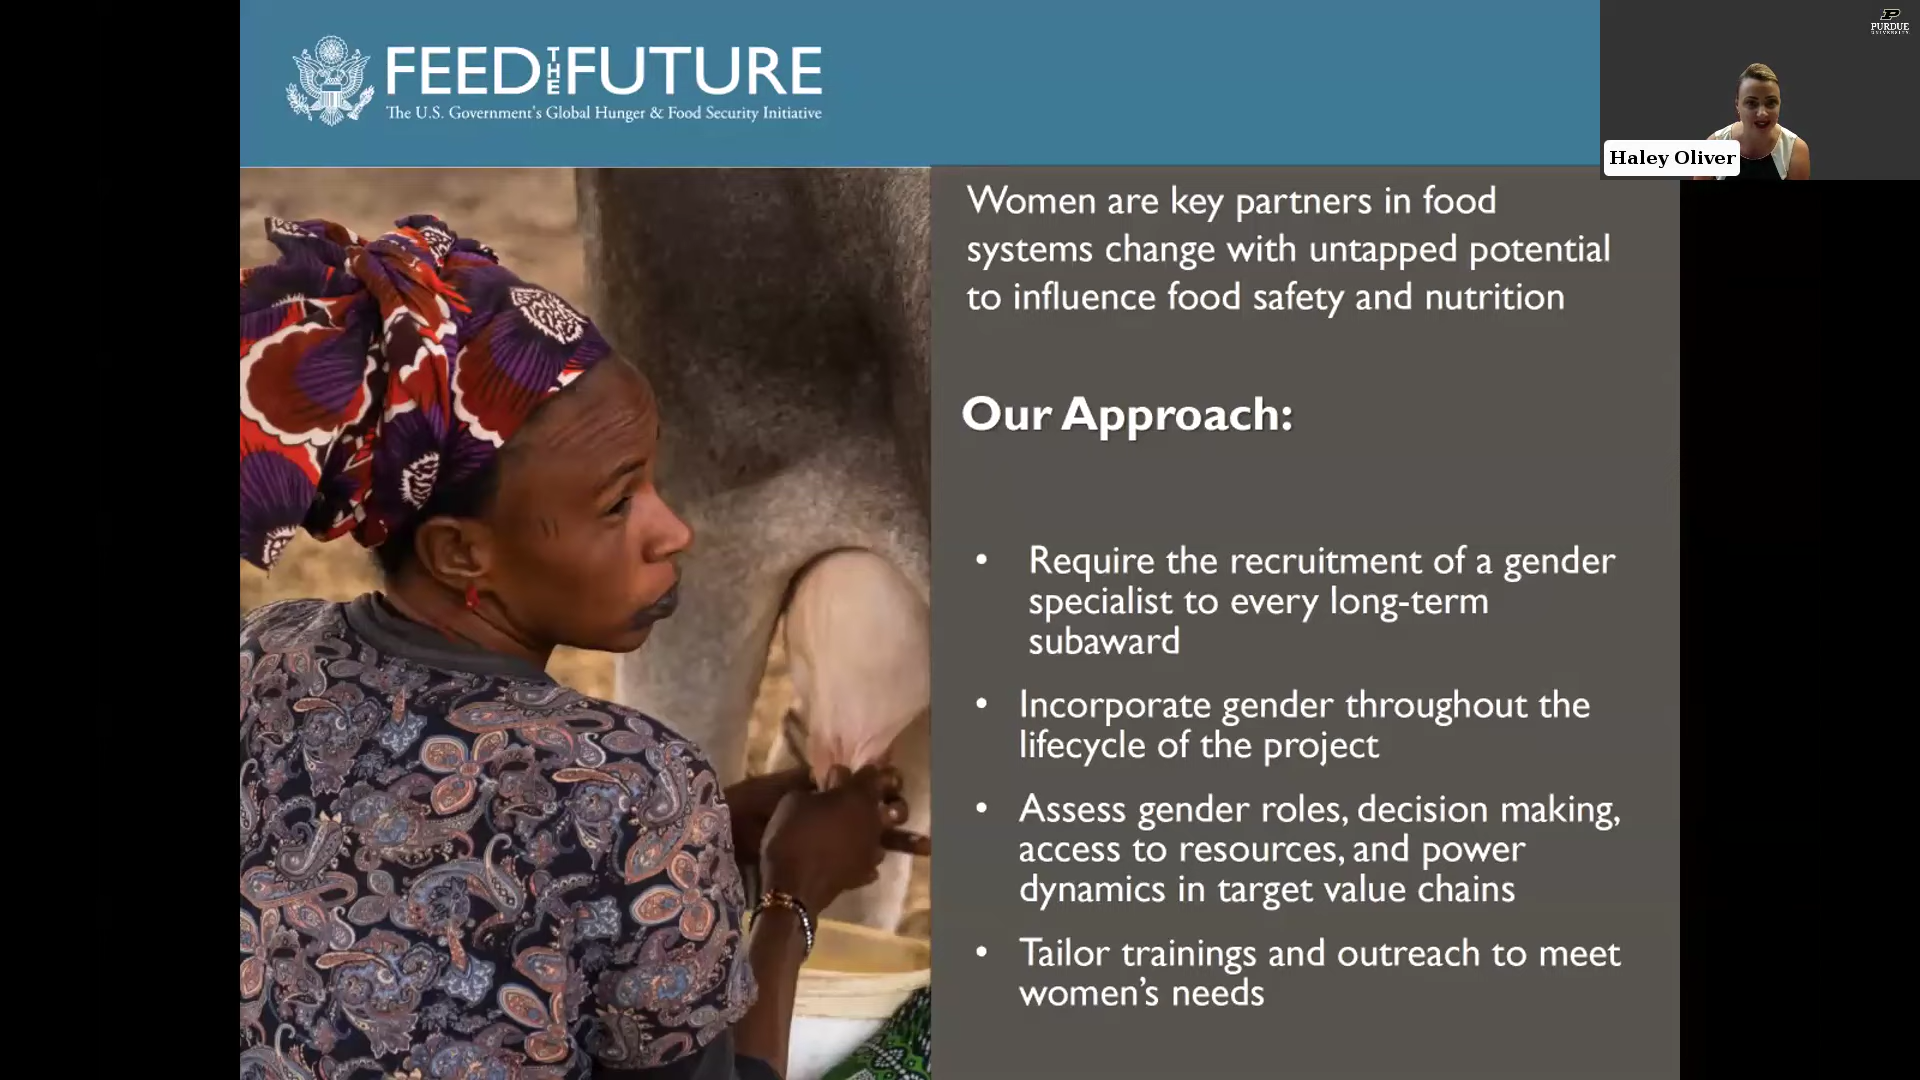 FEED THE FUTURE
The U.S. Government's Global Hunger & Food Security Initiative
PURDUE
UNIVERSITY
Haley Oliver
Women are key partners in food
systems change with untapped potential
to influence food safety and nutrition
Our Approach:
• Require the recruitment of a gender
specialist to every long-term
subaward
• Incorporate gender throughout the
lifecycle of the project
• Assess gender roles, decision making,
access to resources, and power
dynamics in target value chains
• Tailor trainings and outreach to meet
women’s needs